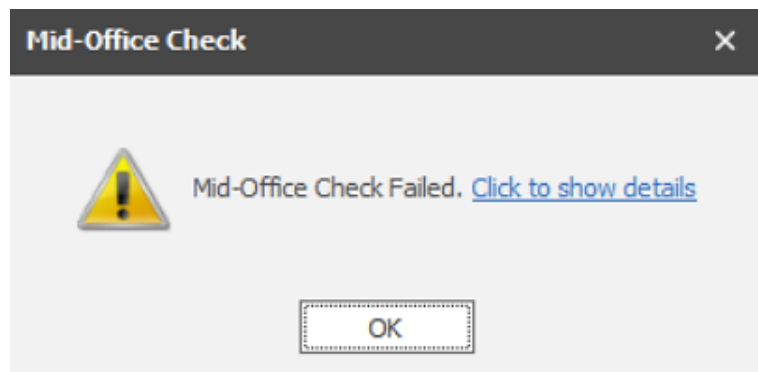 Mid-Office Check
Mid-Office Check Failed. Click to show details
OK